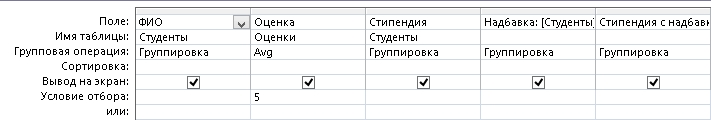 Поле: ФИО Оценка Стипендия Надбавка: [Студенты] Стипендия с надбавк
Имя таблицы: Студенты Оценки Студенты
Групповая операция: Группировка Avg Группировка Группировка Группировка
Сортировка:
Вывод на экран:
Условие отбора: 5
или: